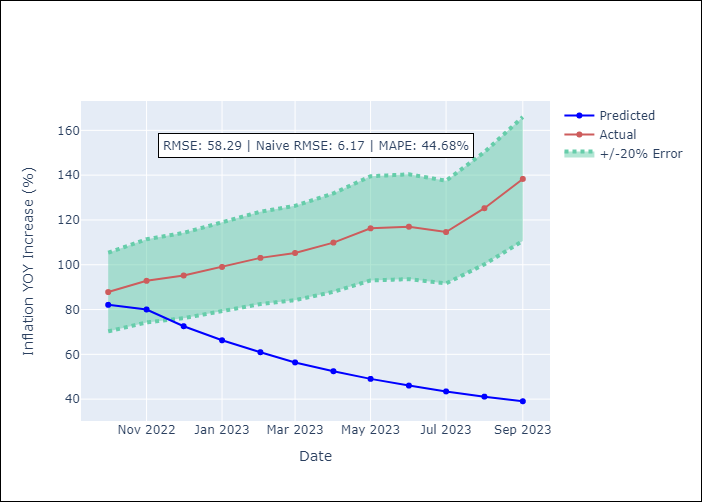 RMSE: 58.29 | Naive RMSE: 6.17 | MAPE: 44.68%
Predicted
Actual
+/-20% Error
Inflation YOY Increase (%)
160
140
120
100
80
60
40
Nov 2022
Jan 2023
Mar 2023
May 2023
Jul 2023
Sep 2023
Date